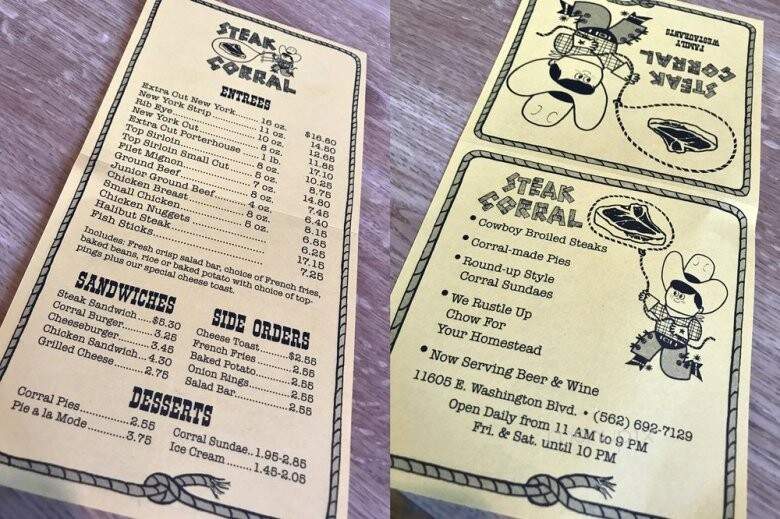 STEAK
CORRAL
ENTREES
Extra Cut New York..... 16 oz. $16.80
New York Strip............ 11 oz. 14.50
Rib Eye........................ 10 oz. 12.65
New York Cut.............. 8 oz. 11.85
Extra Cut Porterhouse 1 lb. 17.10
Top Sirloin.................. 8 oz. 10.25
Top Sirloin Small Cut.. 5 oz. 8.75
Filet Mignon................ 7 oz. 14.80
Ground Beef................ 8 oz. 7.45
Junior Ground Beef..... 4 oz. 6.40
Chicken Breast............ 8 oz. 8.15
Small Chicken............. 5 oz. 6.85
Chicken Nuggets.................. 6.25
Halibut Steak....................... 17.15
Fish Sticks........................... 7.25
Includes: Fresh crisp salad bar, choice of French fries,
baked beans, rice or baked potato with choice of top-
pings plus our special cheese toast.
SANDWICHES
Steak Sandwich....$5.30
Corral Burger.........3.25
Cheeseburger..........3.45
Chicken Sandwich..4.30
Grilled Cheese.........2.75
SIDE ORDERS
Cheese Toast.......$2.55
French Fries........2.55
Baked Potato.......2.55
Onion Rings.........2.55
Salad Bar.............2.55
DESSERTS
Corral Pies..........2.55
Pie a la Mode.......3.75
Corral Sundae..1.95-2.85
Ice Cream.......1.45-2.05
STEAK
CORRAL
FAMILY
RESTAURANTS
STEAK
CORRAL
• Cowboy Broiled Steaks
• Corral-made Pies
• Round-up Style
Corral Sundaes
• We Rustle Up
Chow For
Your Homestead
• Now Serving Beer & Wine
11605 E. Washington Blvd. • (562) 692-7129
Open Daily from 11 AM to 9 PM
Fri. & Sat. until 10 PM